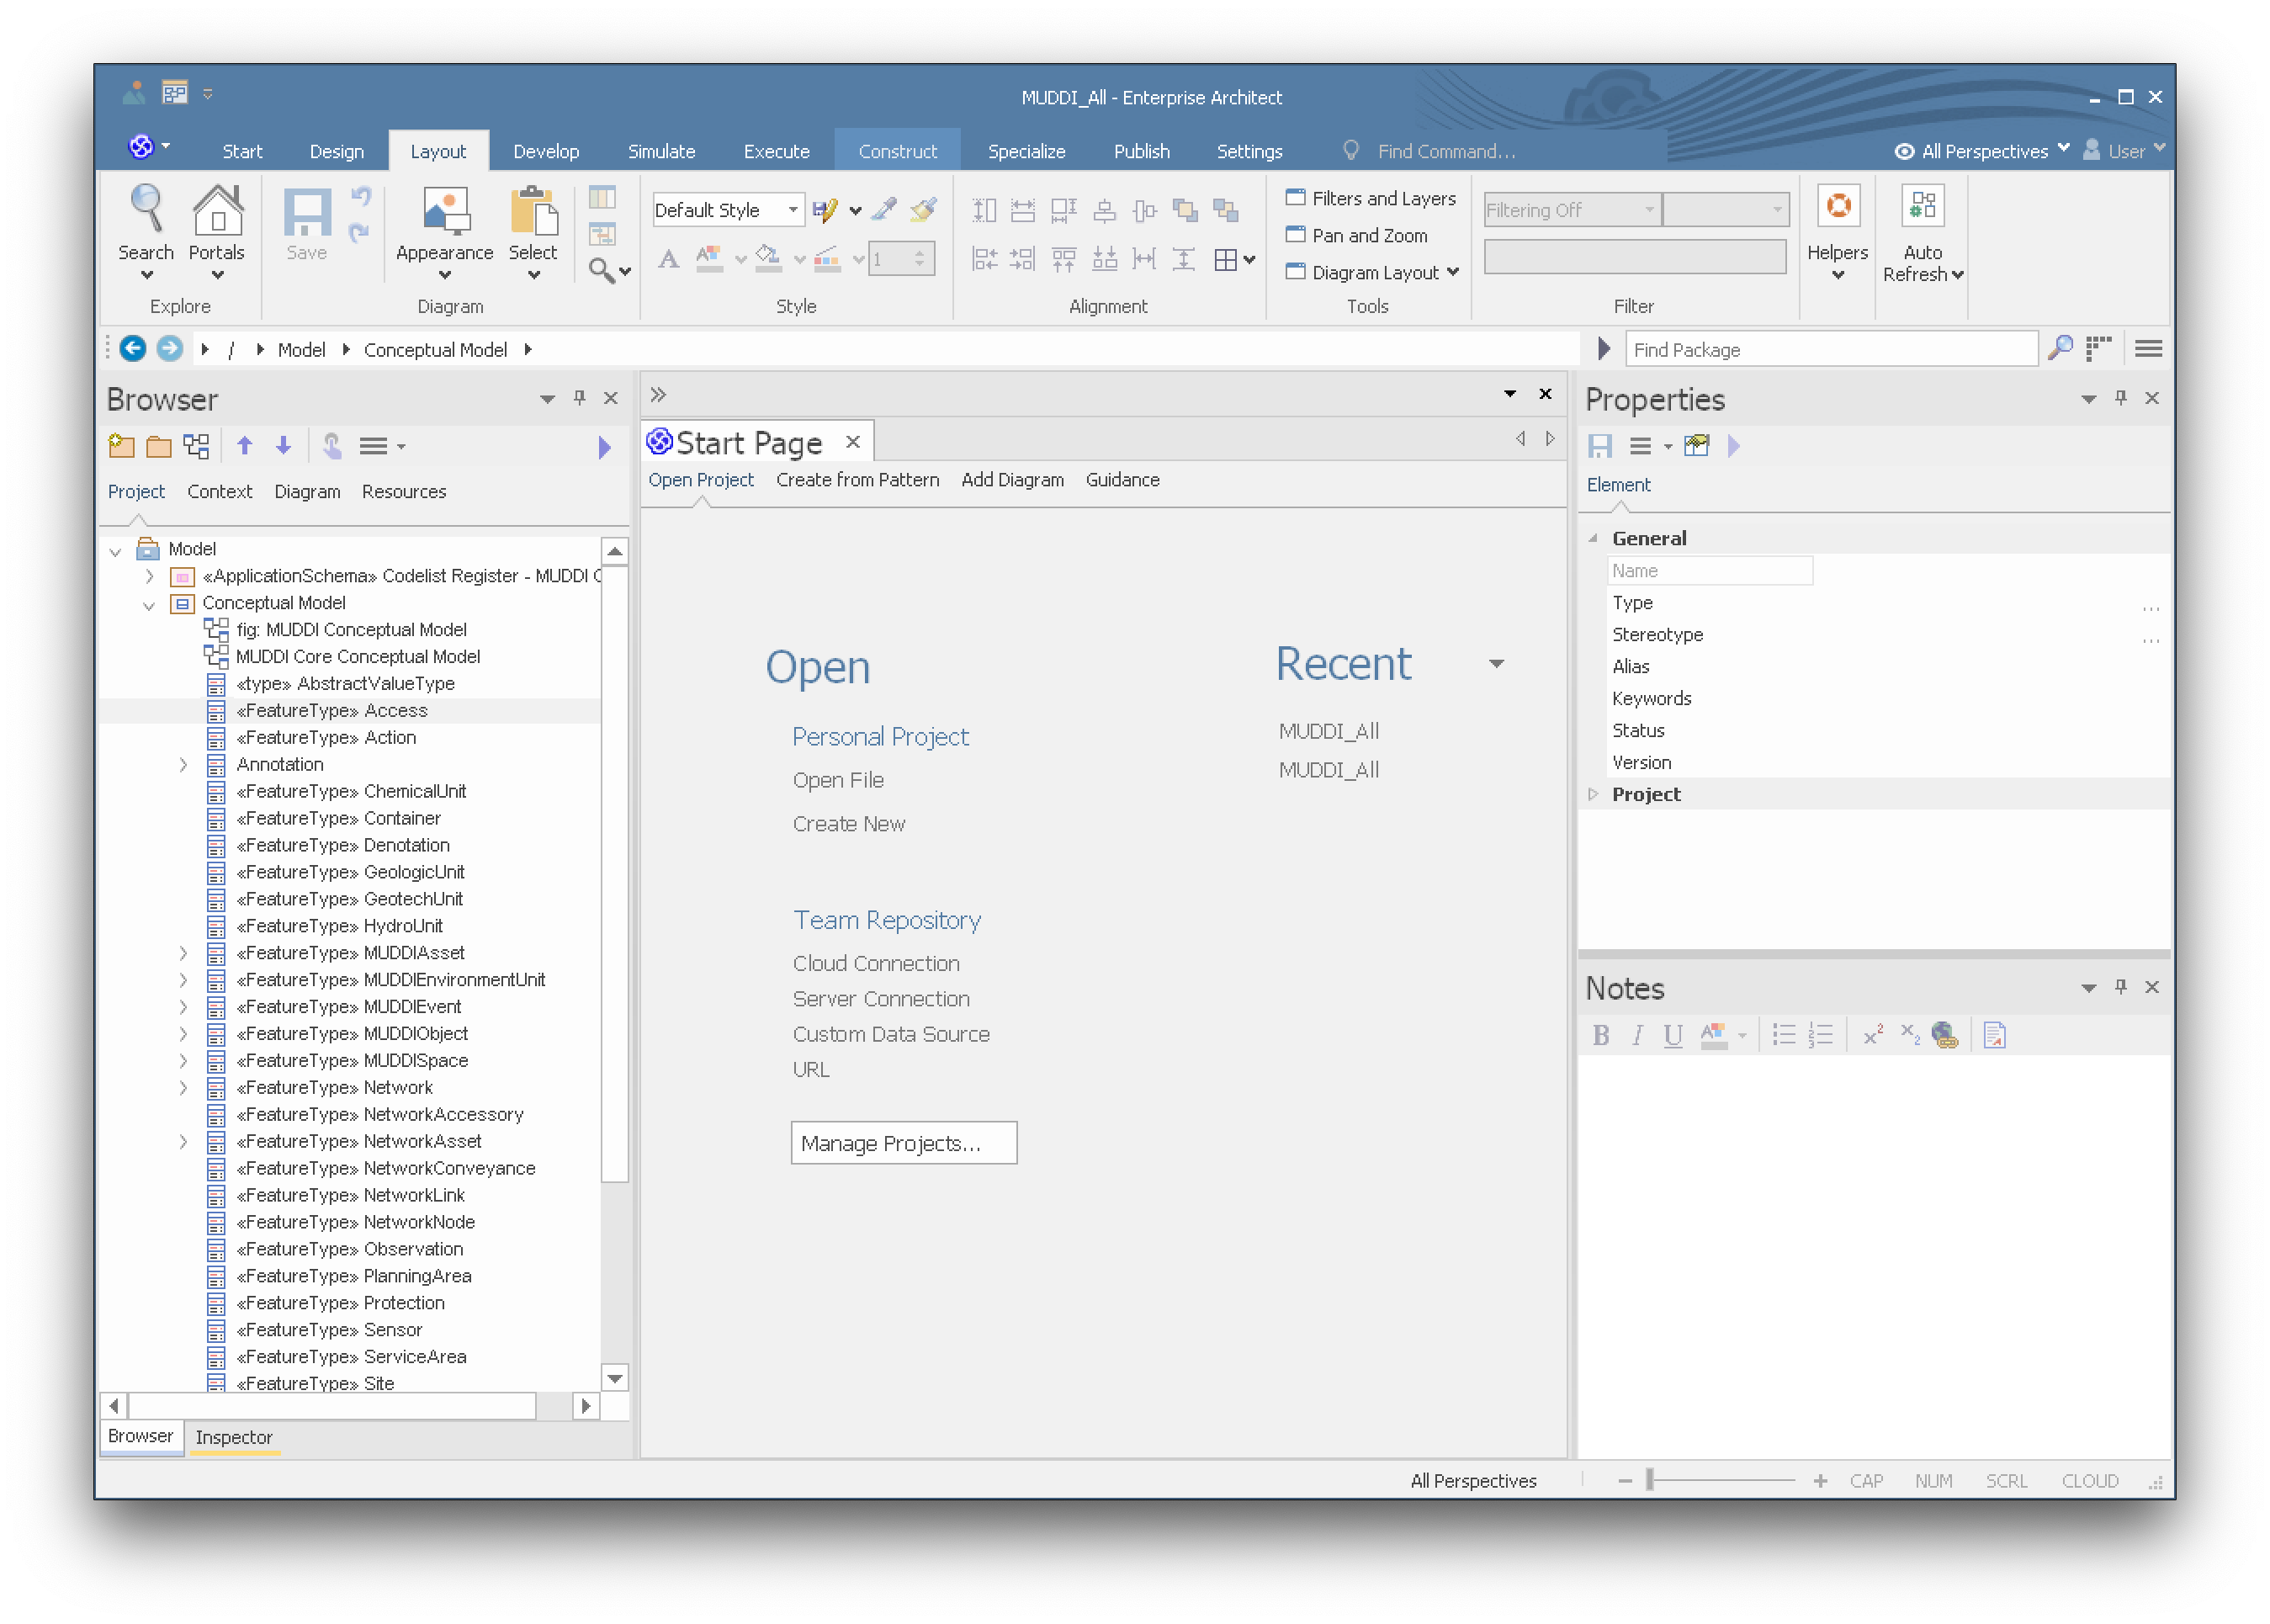 MUDDI_All - Enterprise Architect
Start Design Layout Develop Simulate Execute Construct Specialize Publish Settings Find Command... All Perspectives User
Search Portals
Explore
Save Appearance Select
Diagram
Default Style
1
Style
Alignment
Filters and Layers
Pan and Zoom
Diagram Layout
Tools
Filtering Off
Filter
Helpers
Auto
Refresh
/ Model Conceptual Model
Find Package
Browser
Project Context Diagram Resources
Model
«ApplicationSchema» Codelist Register - MUDDI C
Conceptual Model
fig: MUDDI Conceptual Model
MUDDI Core Conceptual Model
«type» AbstractValueType
«FeatureType» Access
«FeatureType» Action
Annotation
«FeatureType» ChemicalUnit
«FeatureType» Container
«FeatureType» Denotation
«FeatureType» GeologicUnit
«FeatureType» GeotechUnit
«FeatureType» HydroUnit
«FeatureType» MUDDIAsset
«FeatureType» MUDDIEnvironmentUnit
«FeatureType» MUDDIEvent
«FeatureType» MUDDIObject
«FeatureType» MUDDISpace
«FeatureType» Network
«FeatureType» NetworkAccessory
«FeatureType» NetworkAsset
«FeatureType» NetworkConveyance
«FeatureType» NetworkLink
«FeatureType» NetworkNode
«FeatureType» Observation
«FeatureType» PlanningArea
«FeatureType» Protection
«FeatureType» Sensor
«FeatureType» ServiceArea
«FeatureType» Site
Browser Inspector
Start Page
Open Project Create from Pattern Add Diagram Guidance
Open
Personal Project
Open File
Create New
Team Repository
Cloud Connection
Server Connection
Custom Data Source
URL
Manage Projects...
Recent
MUDDI_All
MUDDI_All
Properties
Element
General
Name
Type ...
Stereotype ...
Alias
Keywords
Status
Version
Project
Notes
B I U A x² x₂
All Perspectives CAP NUM SCRL CLOUD